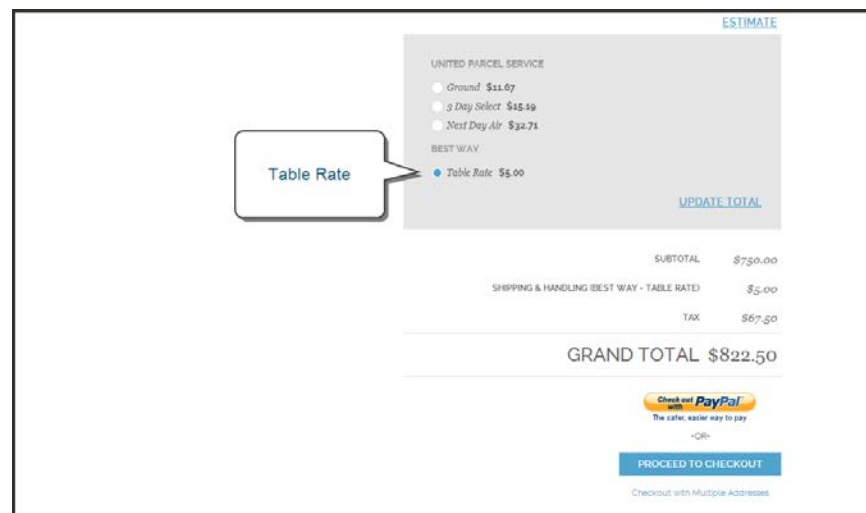 ESTIMATE
UNITED PARCEL SERVICE
Ground $11.67
3 Day Select $15.19
Next Day Air $32.71
BEST WAY
Table Rate
Table Rate $5.00
UPDATE TOTAL
SUBTOTAL $750.00
SHIPPING & HANDLING (BEST WAY - TABLE RATE) $5.00
TAX $67.50
GRAND TOTAL $822.50
Check out with PayPal
The safer, easier way to pay
-OR-
PROCEED TO CHECKOUT
Checkout with Multiple Addresses